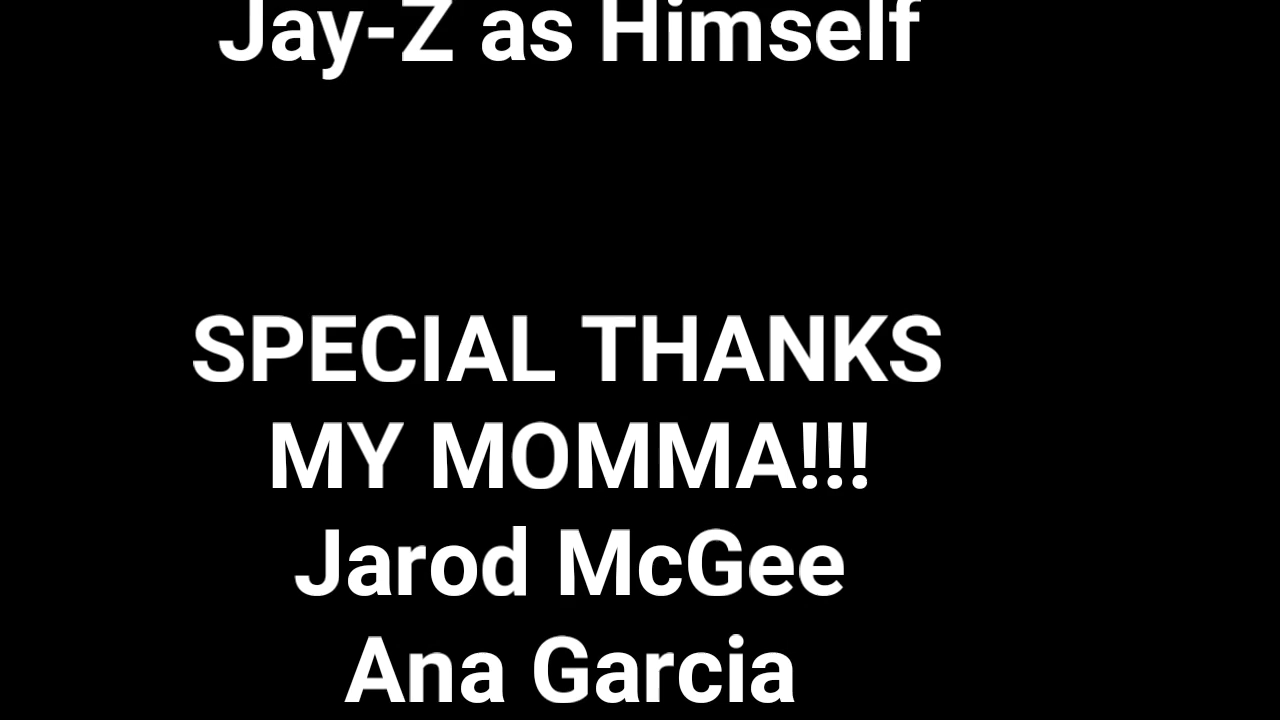 Jay-Z as Himself
SPECIAL THANKS
MY MOMMA!!!
Jarod McGee
Ana Garcia